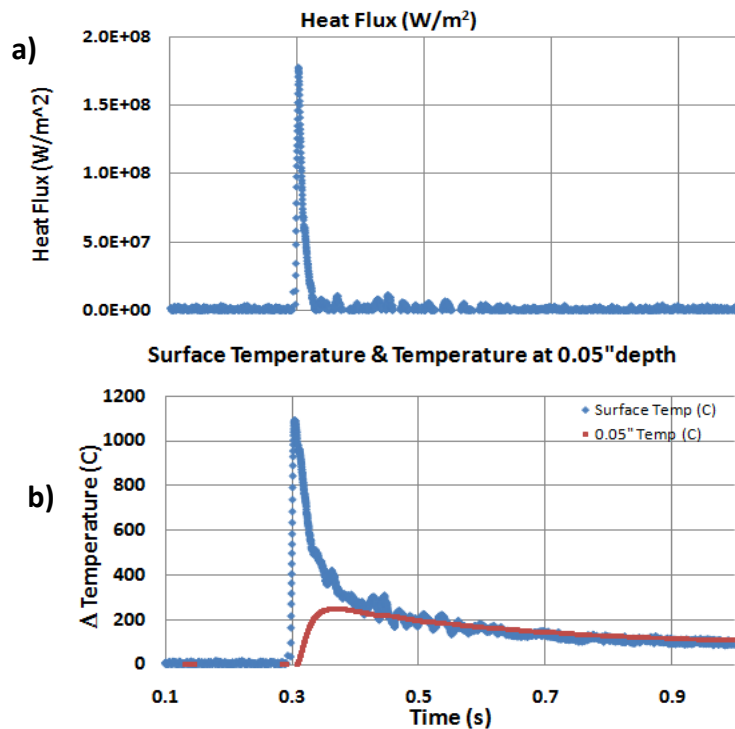 Heat Flux (W/m²)
a)
Heat Flux (W/m^2)
2.0E+08
1.5E+08
1.0E+08
5.0E+07
0.0E+00
Surface Temperature & Temperature at 0.05"depth
b)
Δ Temperature (C)
1200
1000
800
600
400
200
0
Surface Temp (C)
0.05" Temp (C)
0.1 0.3 0.5 0.7 0.9
Time (s)